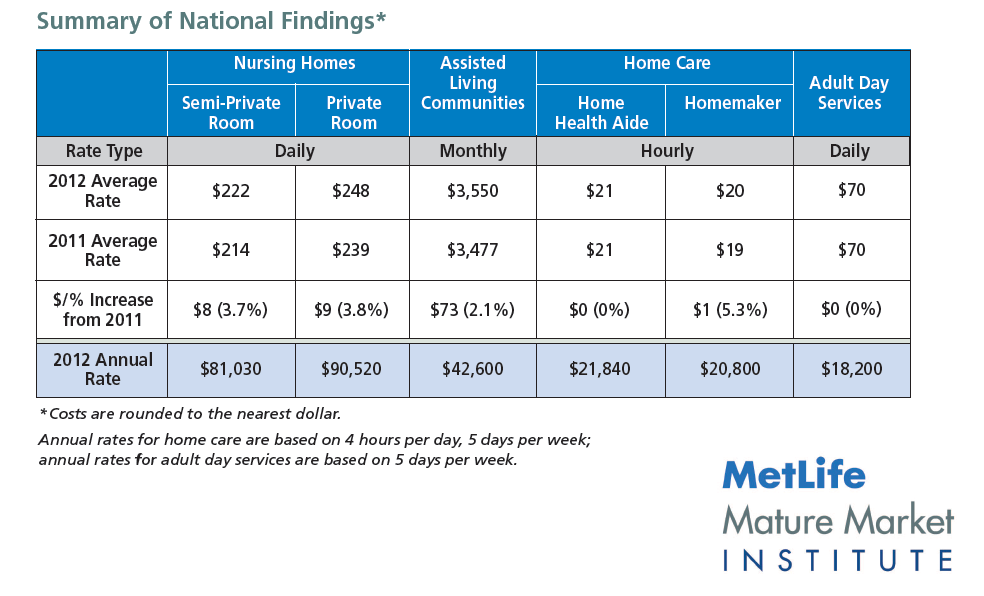 Summary of National Findings*
Nursing Homes
Assisted
Living
Communities
Home Care
Adult Day
Services
Semi-Private
Room
Private
Room
Home
Health Aide
Homemaker
Rate Type Daily Monthly Hourly Daily
2012 Average
Rate
$222 $248 $3,550 $21 $20 $70
2011 Average
Rate
$214 $239 $3,477 $21 $19 $70
$/% Increase
from 2011
$8 (3.7%) $9 (3.8%) $73 (2.1%) $0 (0%) $1 (5.3%) $0 (0%)
2012 Annual
Rate
$81,030 $90,520 $42,600 $21,840 $20,800 $18,200
*Costs are rounded to the nearest dollar.
Annual rates for home care are based on 4 hours per day, 5 days per week;
annual rates for adult day services are based on 5 days per week.
MetLife
Mature Market
INSTITUTE